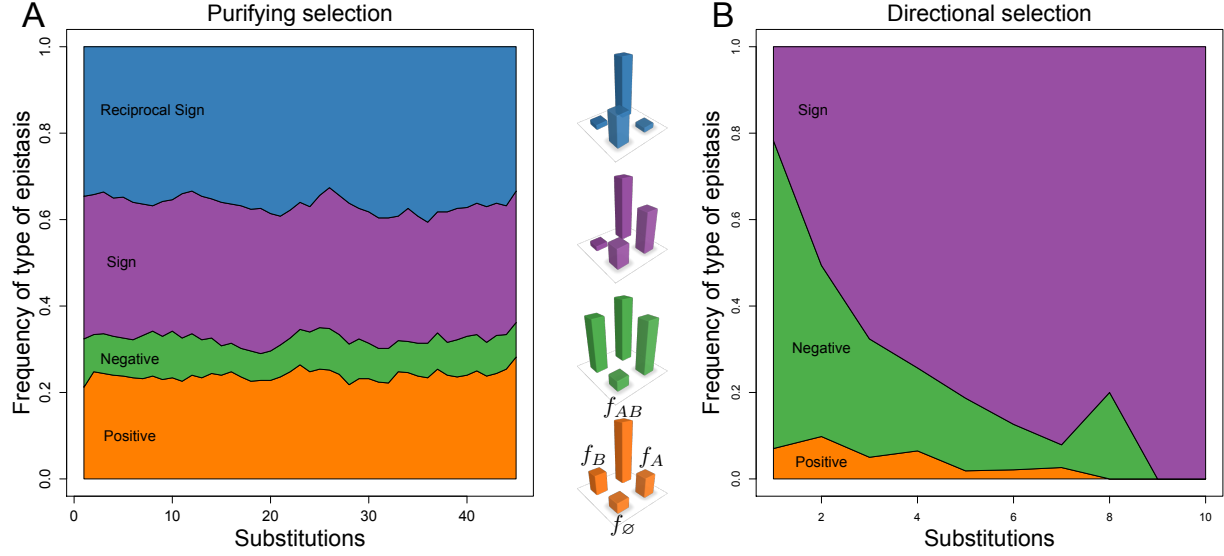 A
Purifying selection
Frequency of type of epistasis
1.0
0.8
0.6
0.4
0.2
0.0
Reciprocal Sign
Sign
Negative
Positive
0 10 20 30 40
Substitutions
f_AB
f_B
f_A
f_∅
B
Directional selection
Frequency of type of epistasis
1.0
0.8
0.6
0.4
0.2
0.0
Sign
Negative
Positive
2 4 6 8 10
Substitutions